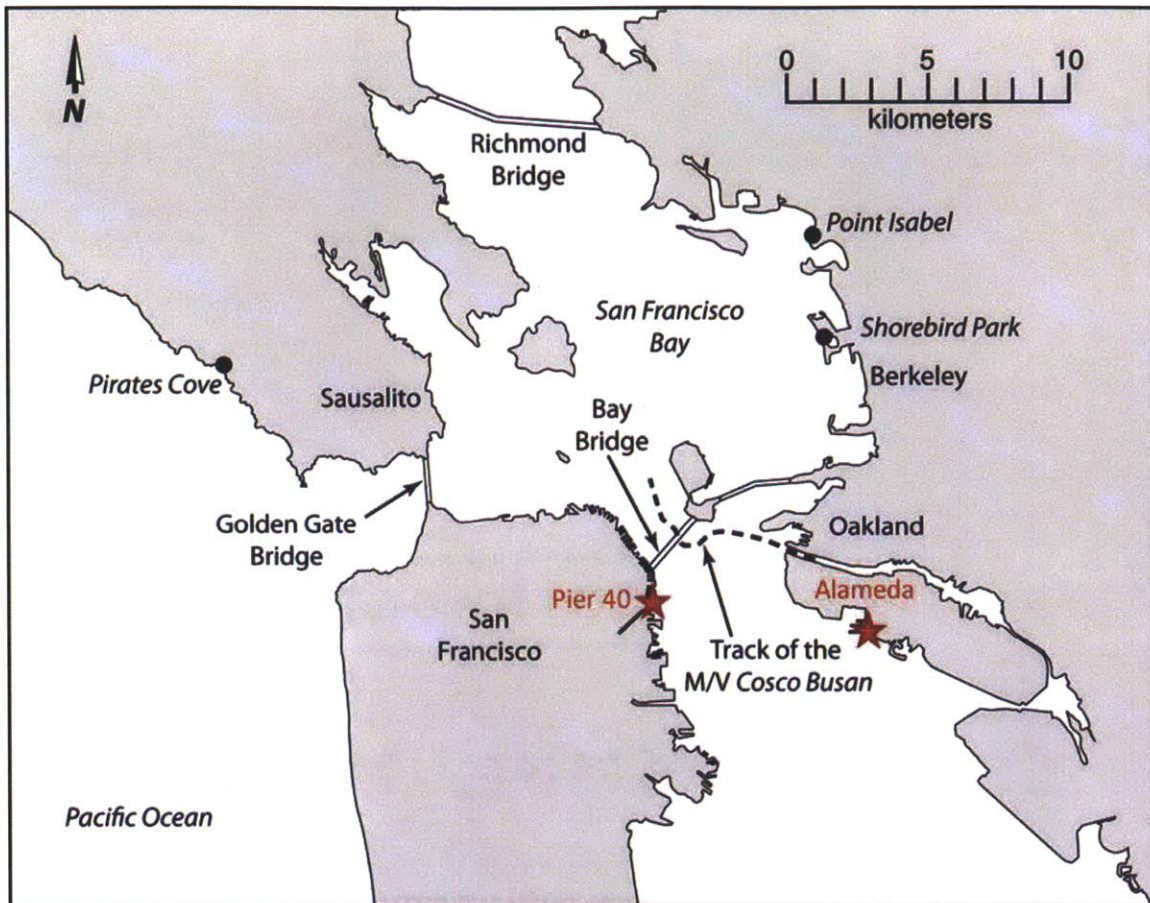 N
0 5 10
kilometers
Richmond
Bridge
Point Isabel
San Francisco
Bay
Shorebird Park
Pirates Cove
Sausalito
Berkeley
Bay
Bridge
Golden Gate
Bridge
Oakland
Pier 40
Alameda
San
Francisco
Track of the
M/V Cosco Busan
Pacific Ocean